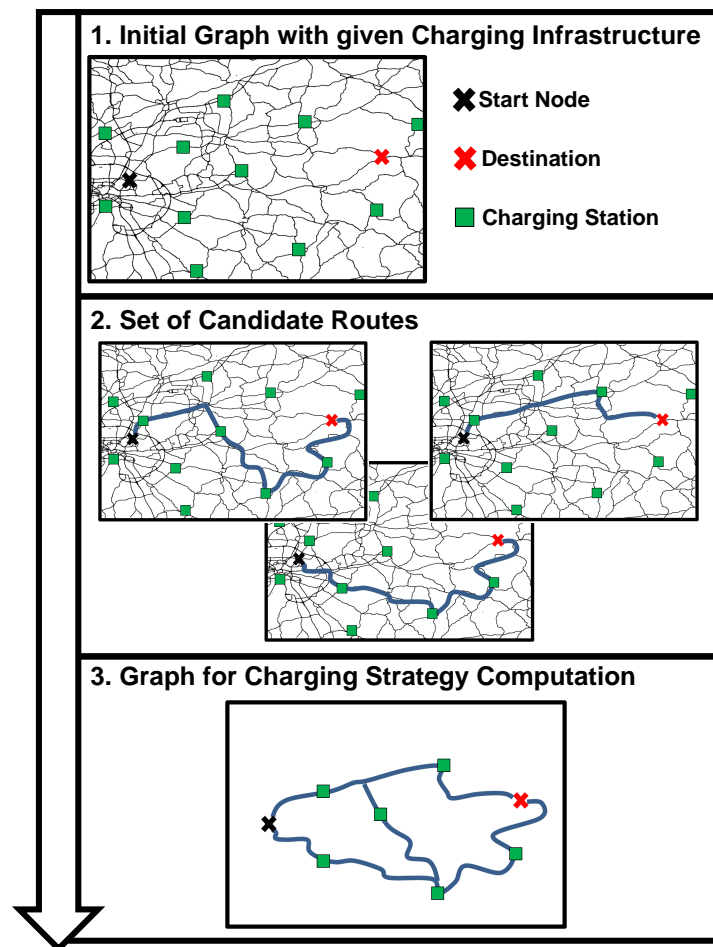 1. Initial Graph with given Charging Infrastructure
Start Node
Destination
Charging Station
2. Set of Candidate Routes
3. Graph for Charging Strategy Computation